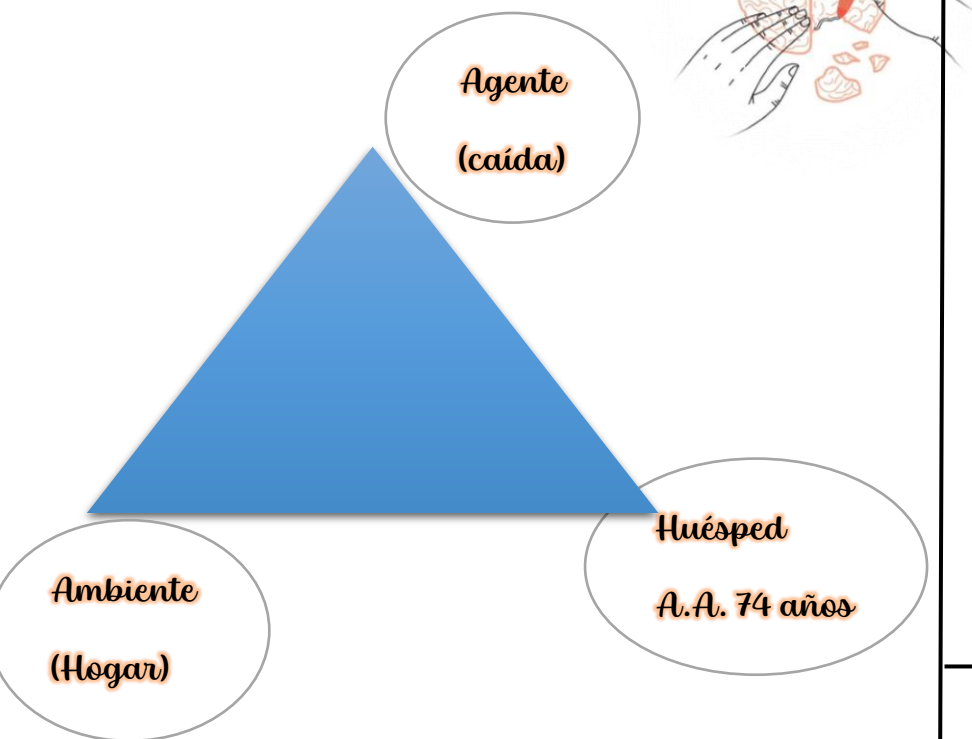 Agente
(caída)
Huésped
A.A. 74 años
Ambiente
(Hogar)